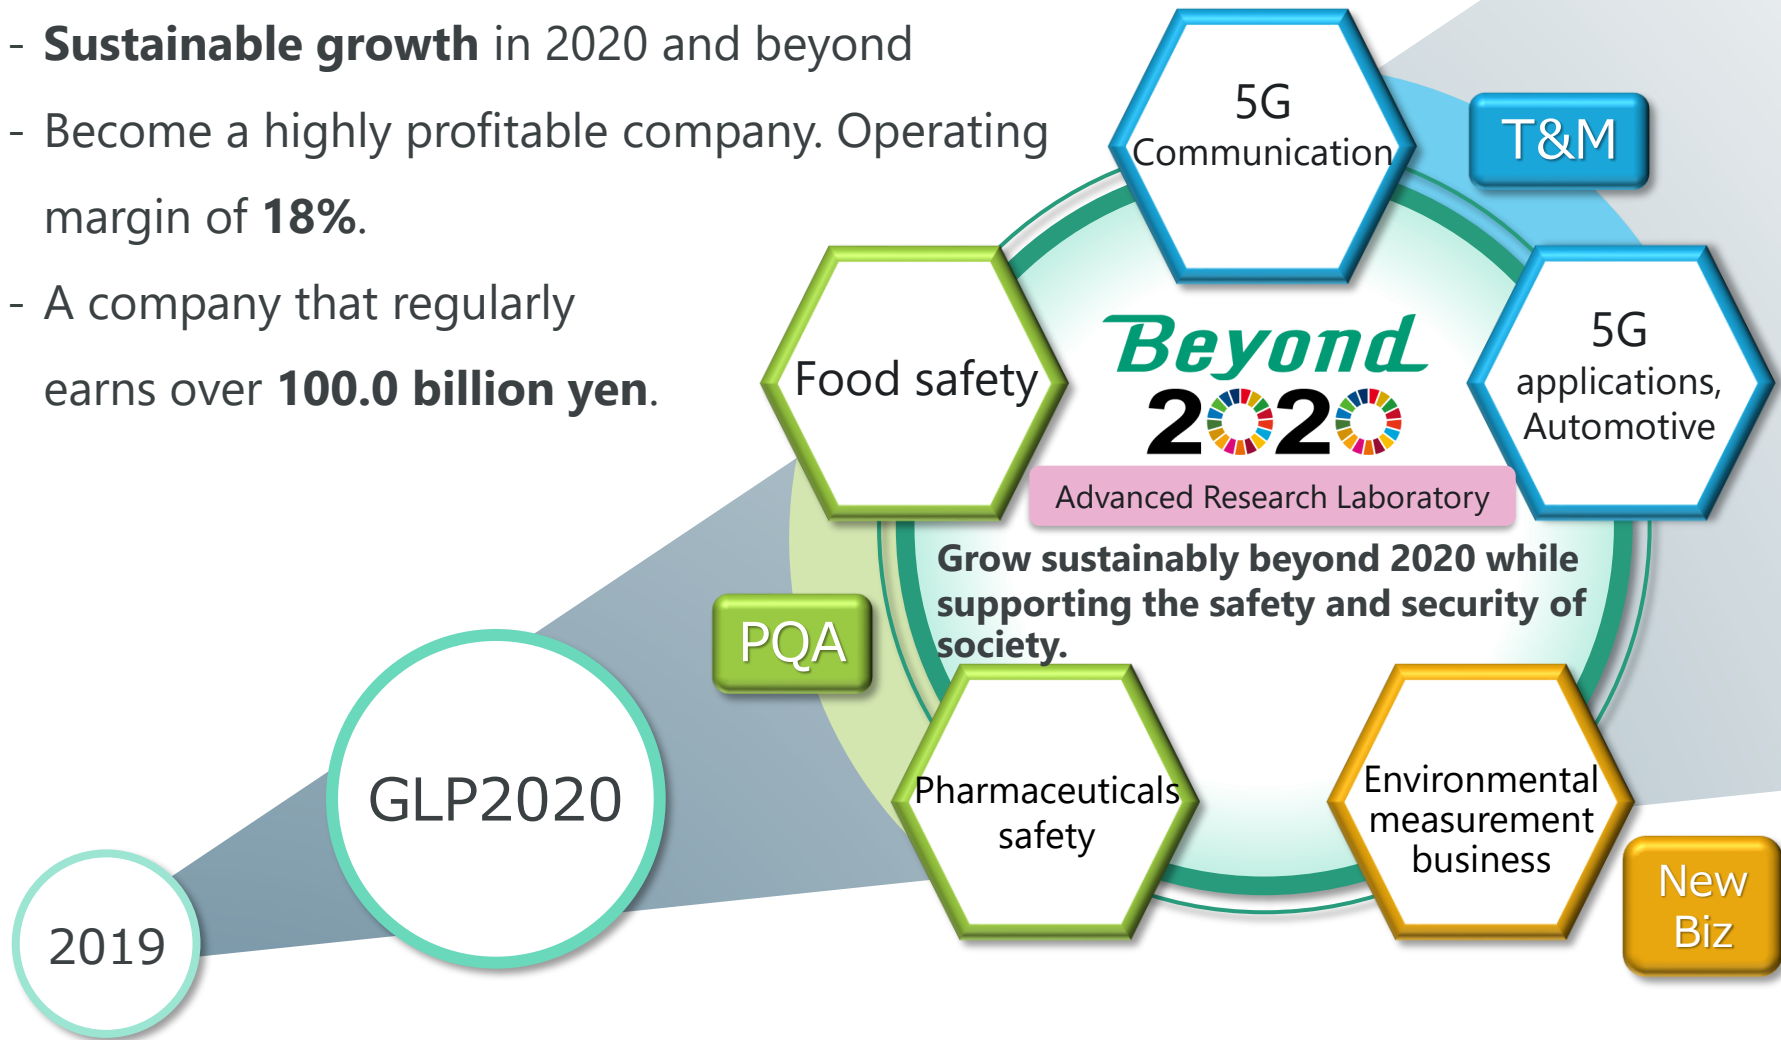 - Sustainable growth in 2020 and beyond
- Become a highly profitable company. Operating
margin of 18%.
- A company that regularly
earns over 100.0 billion yen.
5G
Communication
T&M
Food safety
5G
applications,
Automotive
Beyond
2020
Advanced Research Laboratory
Grow sustainably beyond 2020 while
supporting the safety and security of
society.
PQA
Pharmaceuticals
safety
Environmental
measurement
business
New
Biz
GLP2020
2019